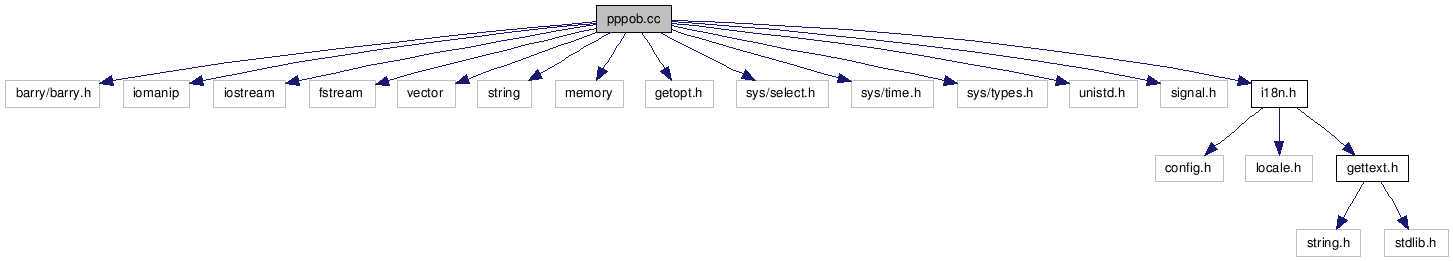 pppob.cc
barry/barry.h
iomanip
iostream
fstream
vector
string
memory
getopt.h
sys/select.h
sys/time.h
sys/types.h
unistd.h
signal.h
i18n.h
config.h
locale.h
gettext.h
string.h
stdlib.h